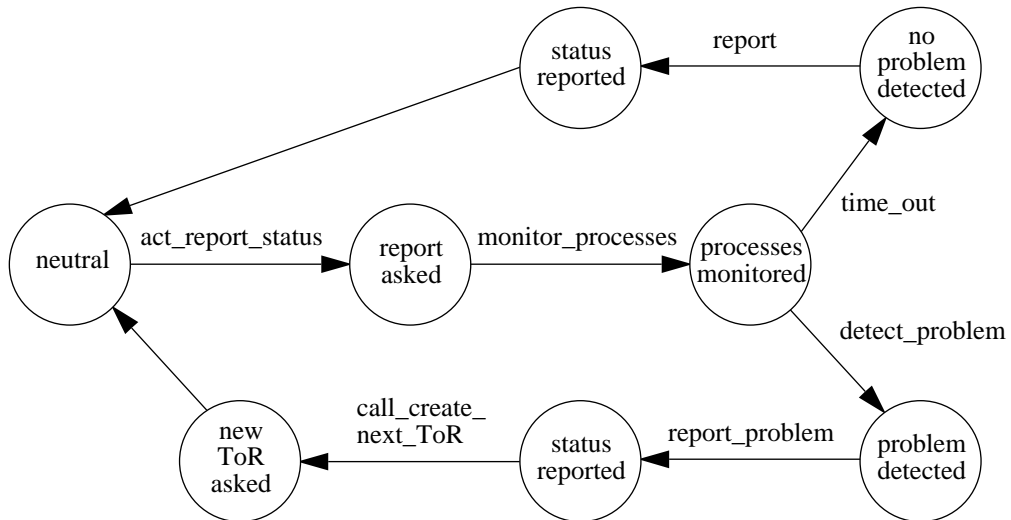 status
reported
report
no
problem
detected
time_out
neutral
act_report_status
report
asked
monitor_processes
processes
monitored
detect_problem
new
ToR
asked
call_create_
next_ToR
status
reported
report_problem
problem
detected